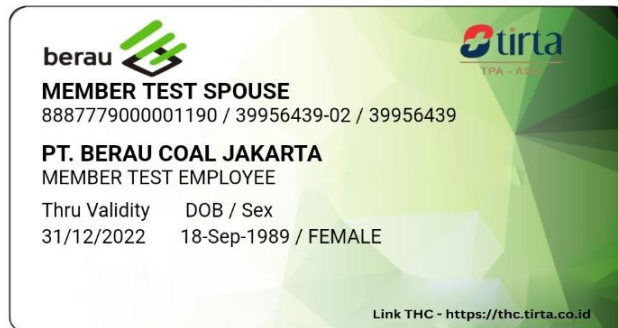 berau
tirta
TPA - AS
MEMBER TEST SPOUSE
8887779000001190 / 39956439-02 / 39956439
PT. BERAU COAL JAKARTA
MEMBER TEST EMPLOYEE
Thru Validity DOB / Sex
31/12/2022 18-Sep-1989 / FEMALE
Link THC - https://thc.tirta.co.id